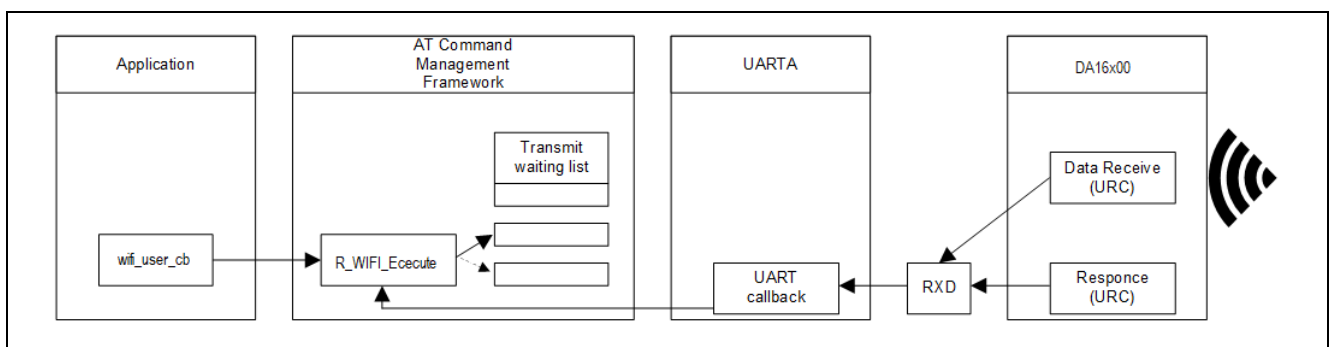 Application
AT Command
Management
Framework
UARTA
DA16x00
Transmit
waiting list
Data Receive
(URC)
wifi_user_cb
R_WIFI_Ececute
UART
callback
RXD
Responce
(URC)